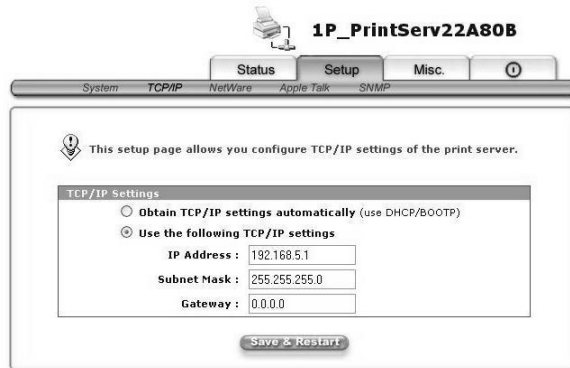 1P_PrintServ22A80B
Status Setup Misc.
System TCP/IP NetWare Apple Talk SNMP
This setup page allows you configure TCP/IP settings of the print server.
TCP/IP Settings
Obtain TCP/IP settings automatically (use DHCP/BOOTP)
Use the following TCP/IP settings
IP Address : 192.168.5.1
Subnet Mask : 255.255.255.0
Gateway : 0.0.0.0
Save & Restart